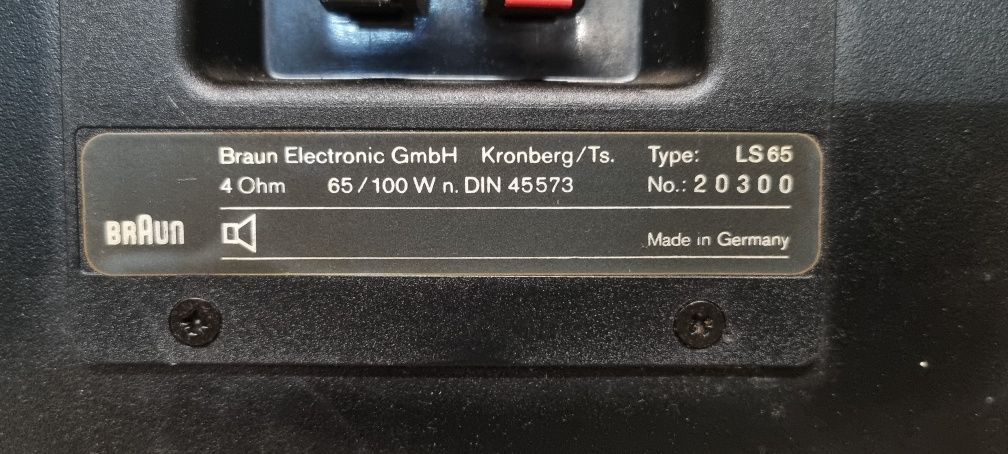 Braun Electronic GmbH Kronberg/Ts. Type: LS 65
4 Ohm 65/100 W n. DIN 45573 No.: 20300
BRAUN
Made in Germany